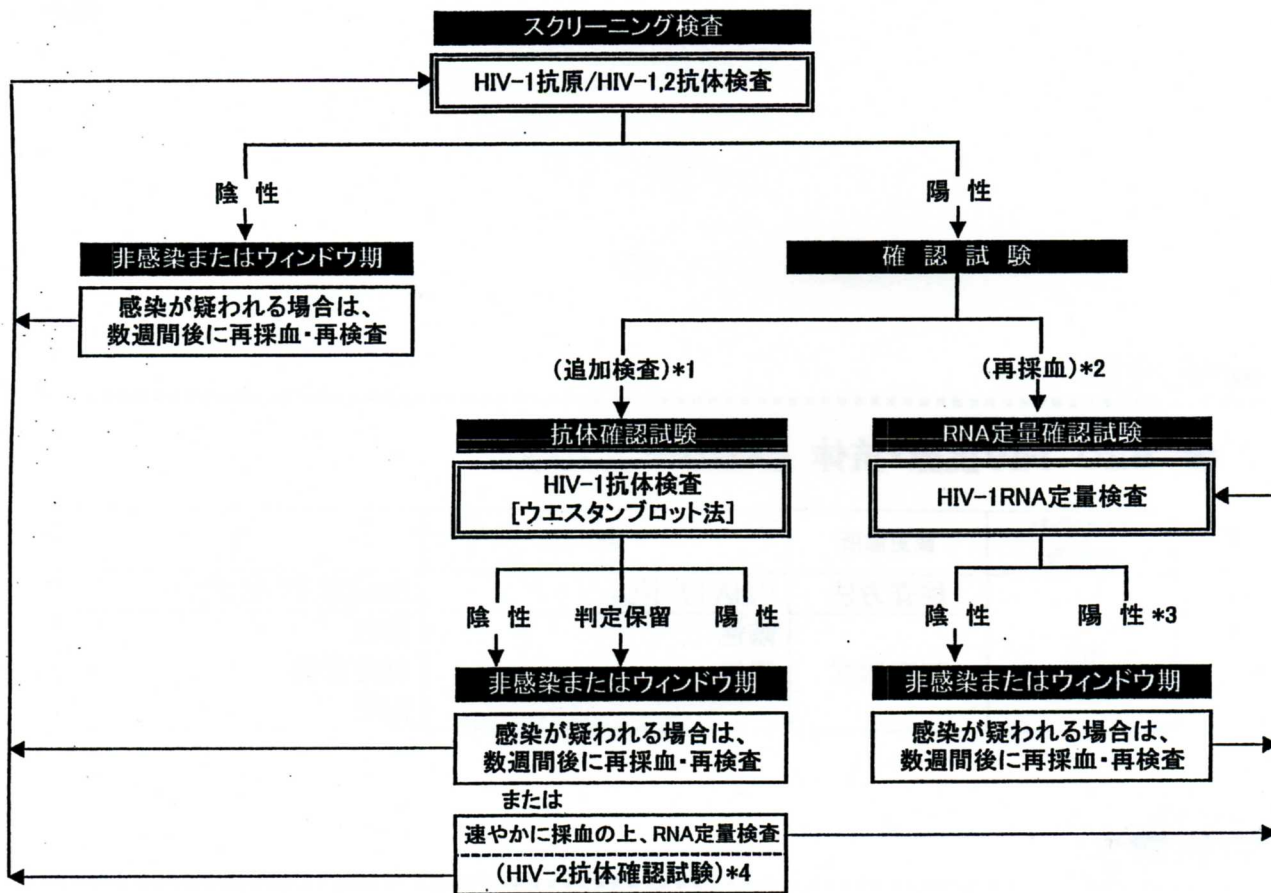 スクリーニング検査
HIV-1抗原/HIV-1,2抗体検査
陰 性
陽 性
非感染またはウィンドウ期
感染が疑われる場合は、
数週間後に再採血・再検査
確 認 試 験
(追加検査)*1
(再採血)*2
抗体確認試験
HIV-1抗体検査
[ウエスタンブロット法]
RNA定量確認試験
HIV-1RNA定量検査
陰 性
判定保留
陽 性
陰 性
陽 性 *3
非感染またはウィンドウ期
感染が疑われる場合は、
数週間後に再採血・再検査
または
速やかに採血の上、RNA定量検査
(HIV-2抗体確認試験)*4
非感染またはウィンドウ期
感染が疑われる場合は、
数週間後に再採血・再検査